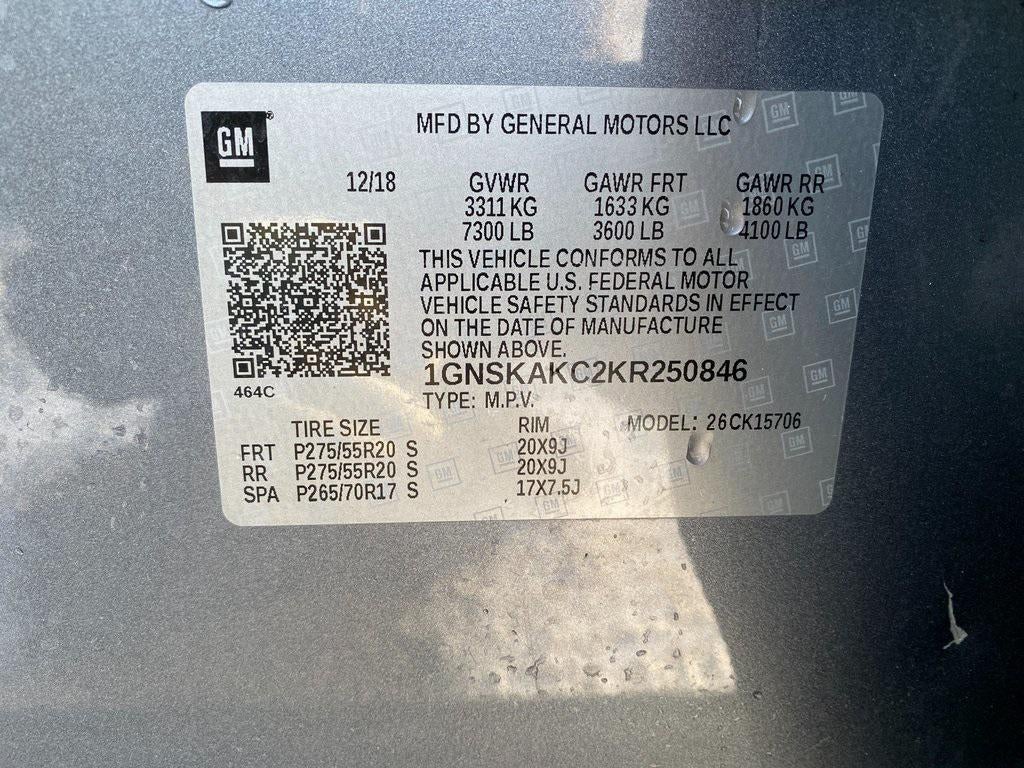 GM
MFD BY GENERAL MOTORS LLC
12/18 GVWR GAWR FRT GAWR RR
3311 KG 1633 KG 1860 KG
7300 LB 3600 LB 4100 LB
THIS VEHICLE CONFORMS TO ALL
APPLICABLE U.S. FEDERAL MOTOR
VEHICLE SAFETY STANDARDS IN EFFECT
ON THE DATE OF MANUFACTURE
SHOWN ABOVE.
1GNSKAKC2KR250846
464C
TYPE: M.P.V.
TIRE SIZE RIM MODEL: 26CK15706
FRT P275/55R20 S 20X9J
RR P275/55R20 S 20X9J
SPA P265/70R17 S 17X7.5J